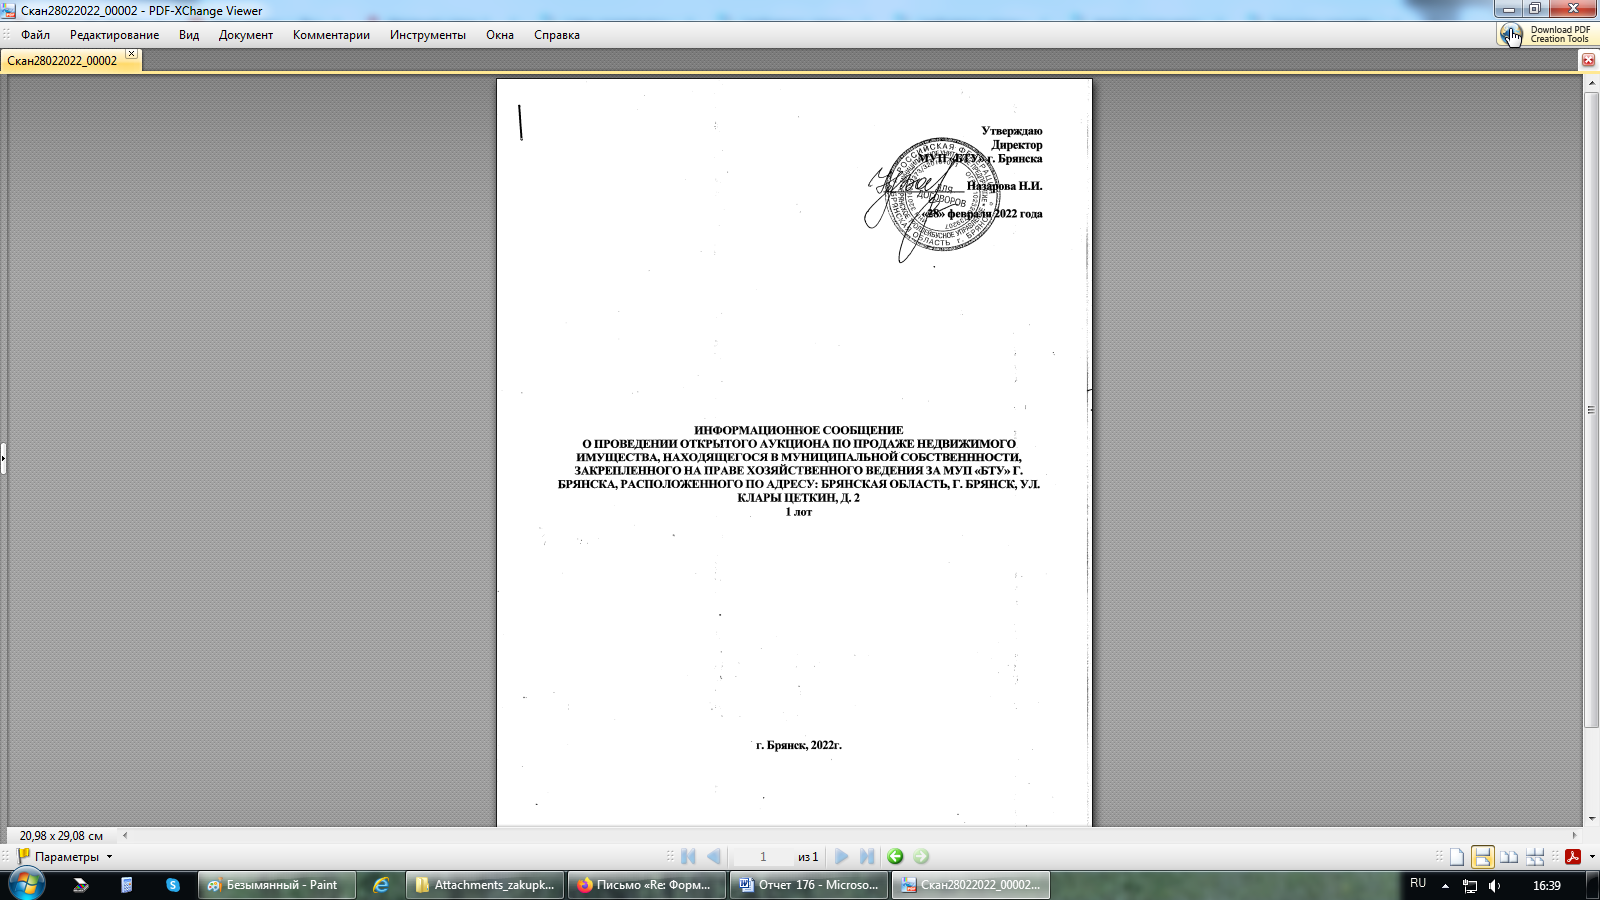 Скан28022022_00002 - PDF-XChange Viewer
Файл Редактирование Вид Документ Комментарии Инструменты Окна Справка
Download PDF
Creation Tools
Скан28022022_00002
Утверждаю
Директор
МУП «БТУ» г. Брянска
Назарова Н.И.
«28» февраля 2022 года
ДЛЯ
ДОГОВОРОВ
ИНФОРМАЦИОННОЕ СООБЩЕНИЕ
О ПРОВЕДЕНИИ ОТКРЫТОГО АУКЦИОНА ПО ПРОДАЖЕ НЕДВИЖИМОГО
ИМУЩЕСТВА, НАХОДЯЩЕГОСЯ В МУНИЦИПАЛЬНОЙ СОБСТВЕНННОСТИ,
ЗАКРЕПЛЕННОГО НА ПРАВЕ ХОЗЯЙСТВЕННОГО ВЕДЕНИЯ ЗА МУП «БТУ» Г.
БРЯНСКА, РАСПОЛОЖЕННОГО ПО АДРЕСУ: БРЯНСКАЯ ОБЛАСТЬ, Г. БРЯНСК, УЛ.
КЛАРЫ ЦЕТКИН, Д. 2
1 лот
г. Брянск, 2022г.
20,98 x 29,08 см
Параметры
1 из 1
Безымянный - Paint
Attachments_zakupk...
Письмо «Re: Форм...
Отчет 176 - Microso...
Скан28022022_00002...
RU
16:39